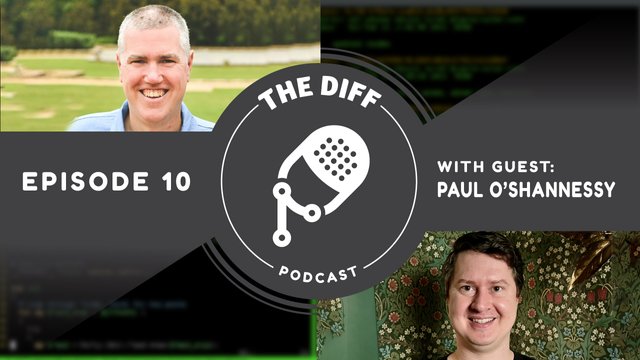 THE DIFF
PODCAST
EPISODE 10
WITH GUEST:
PAUL O'SHANNESSY